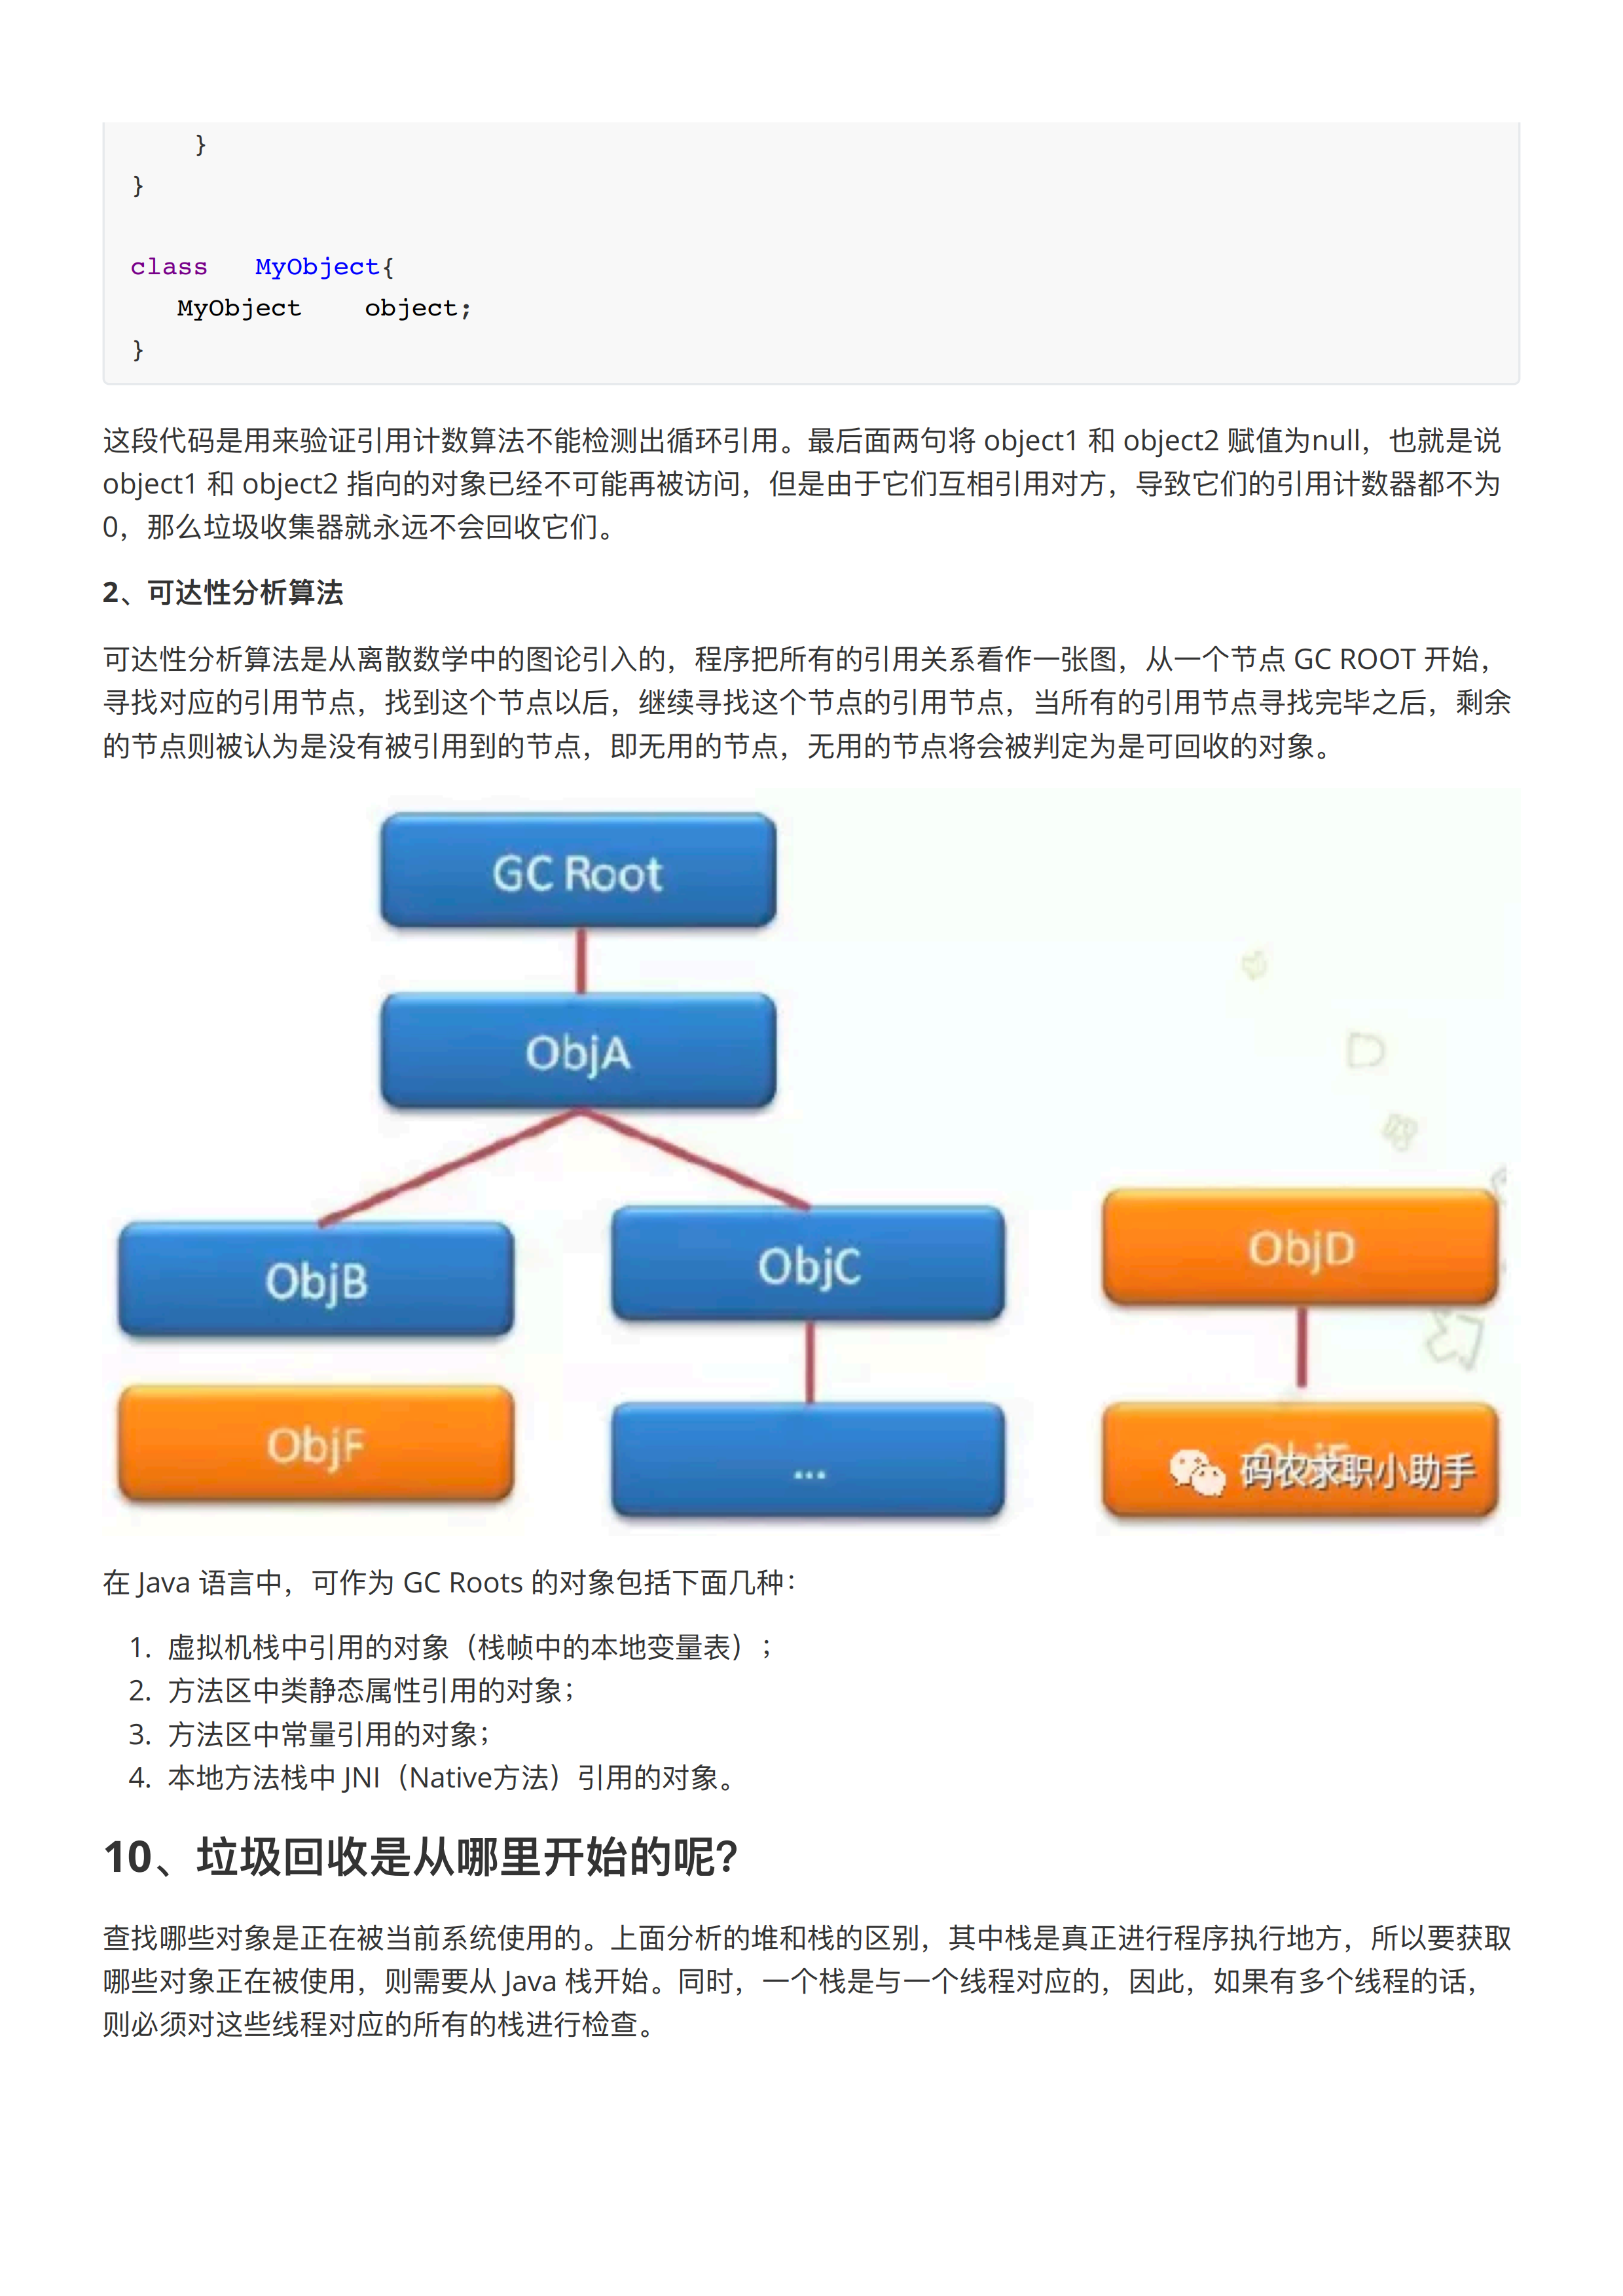 }
}
class   MyObject{
   MyObject    object;
}
这段代码是用来验证引用计数算法不能检测出循环引用。最后面两句将 object1 和 object2 赋值为null，也就是说
object1 和 object2 指向的对象已经不可能再被访问，但是由于它们互相引用对方，导致它们的引用计数器都不为
0，那么垃圾收集器就永远不会回收它们。
2、可达性分析算法
可达性分析算法是从离散数学中的图论引入的，程序把所有的引用关系看作一张图，从一个节点 GC ROOT 开始，
寻找对应的引用节点，找到这个节点以后，继续寻找这个节点的引用节点，当所有的引用节点寻找完毕之后，剩余
的节点则被认为是没有被引用到的节点，即无用的节点，无用的节点将会被判定为是可回收的对象。
GC Root
ObjA
ObjB
ObjC
ObjD
ObjF
...
码农求职小助手
在 Java 语言中，可作为 GC Roots 的对象包括下面几种：
1. 虚拟机栈中引用的对象（栈帧中的本地变量表）；
2. 方法区中类静态属性引用的对象；
3. 方法区中常量引用的对象；
4. 本地方法栈中 JNI（Native方法）引用的对象。
10、垃圾回收是从哪里开始的呢？
查找哪些对象是正在被当前系统使用的。上面分析的堆和栈的区别，其中栈是真正进行程序执行地方，所以要获取
哪些对象正在被使用，则需要从 Java 栈开始。同时，一个栈是与一个线程对应的，因此，如果有多个线程的话，
则必须对这些线程对应的所有的栈进行检查。